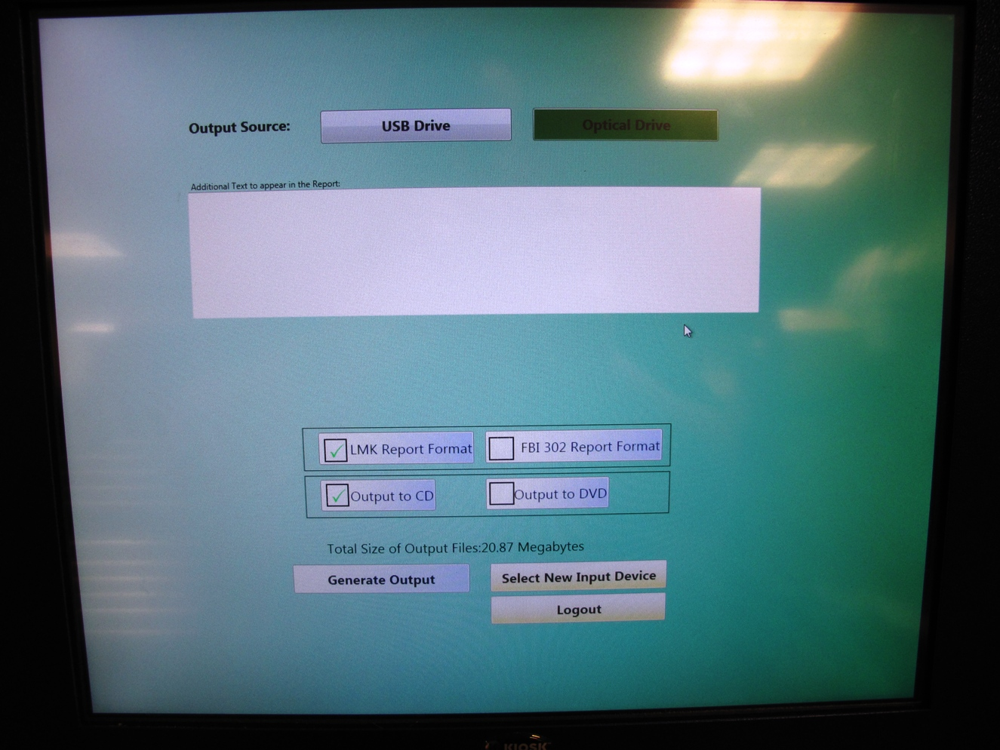 Output Source: USB Drive Optical Drive
Additional Text to appear in the Report:
LMK Report Format FBI 302 Report Format
Output to CD Output to DVD
Total Size of Output Files:20.87 Megabytes
Generate Output Select New Input Device
Logout
KIOSK